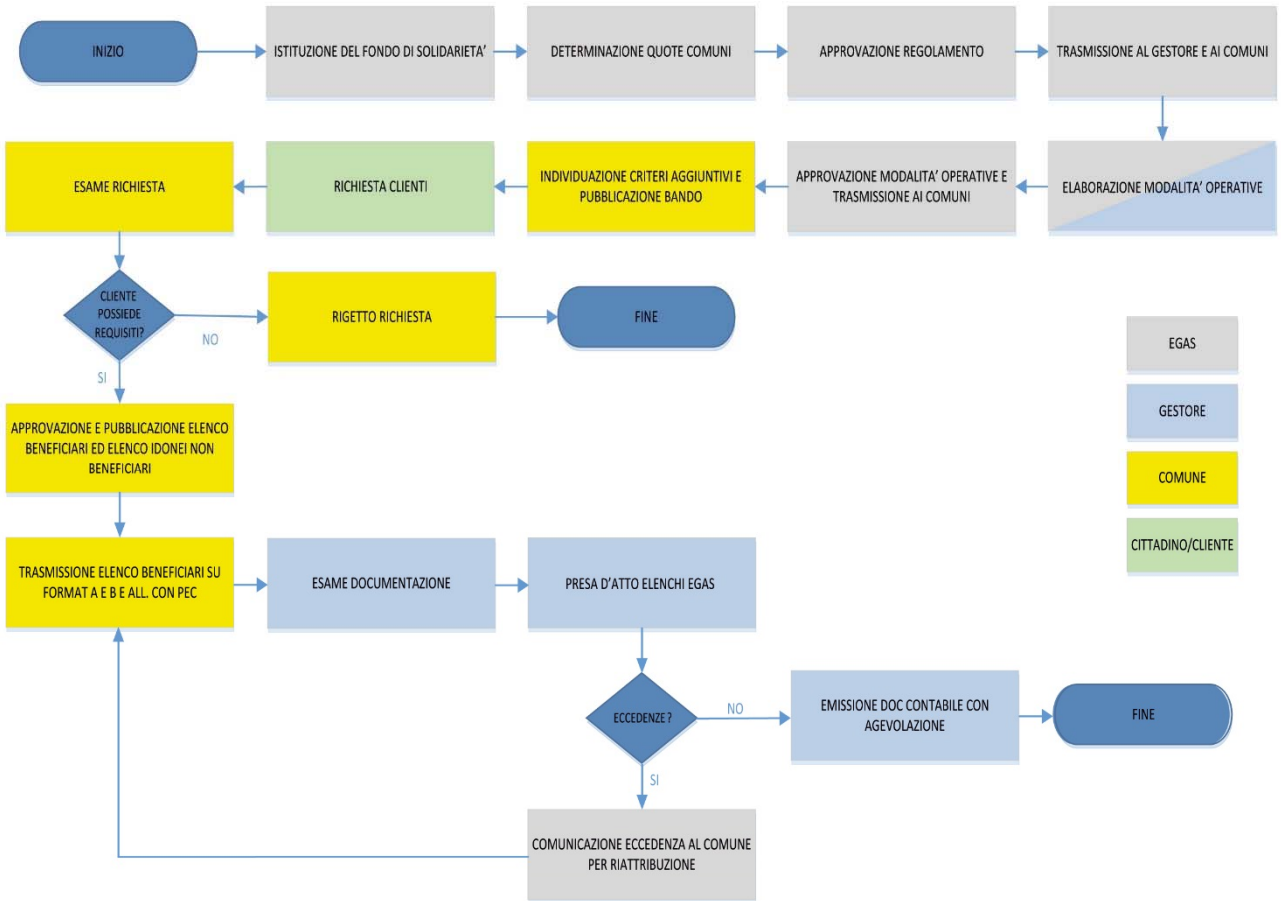 INIZIO
ISTITUZIONE DEL FONDO DI SOLIDARIETA’
DETERMINAZIONE QUOTE COMUNI
APPROVAZIONE REGOLAMENTO
TRASMISSIONE AL GESTORE E AI COMUNI
ESAME RICHIESTA
RICHIESTA CLIENTI
INDIVIDUAZIONE CRITERI AGGIUNTIVI E
PUBBLICAZIONE BANDO
APPROVAZIONE MODALITA’ OPERATIVE E
TRASMISSIONE AI COMUNI
ELABORAZIONE MODALITA’ OPERATIVE
CLIENTE
POSSIEDE
REQUISITI?
NO
RIGETTO RICHIESTA
FINE
SI
EGAS
GESTORE
COMUNE
CITTADINO/CLIENTE
APPROVAZIONE E PUBBLICAZIONE ELENCO
BENEFICIARI ED ELENCO IDONEI NON
BENEFICIARI
TRASMISSIONE ELENCO BENEFICIARI SU
FORMAT A E B E ALL. CON PEC
ESAME DOCUMENTAZIONE
PRESA D’ATTO ELENCHI EGAS
ECCEDENZE ?
NO
EMISSIONE DOC CONTABILE CON
AGEVOLAZIONE
FINE
SI
COMUNICAZIONE ECCEDENZA AL COMUNE
PER RIATTRIBUZIONE